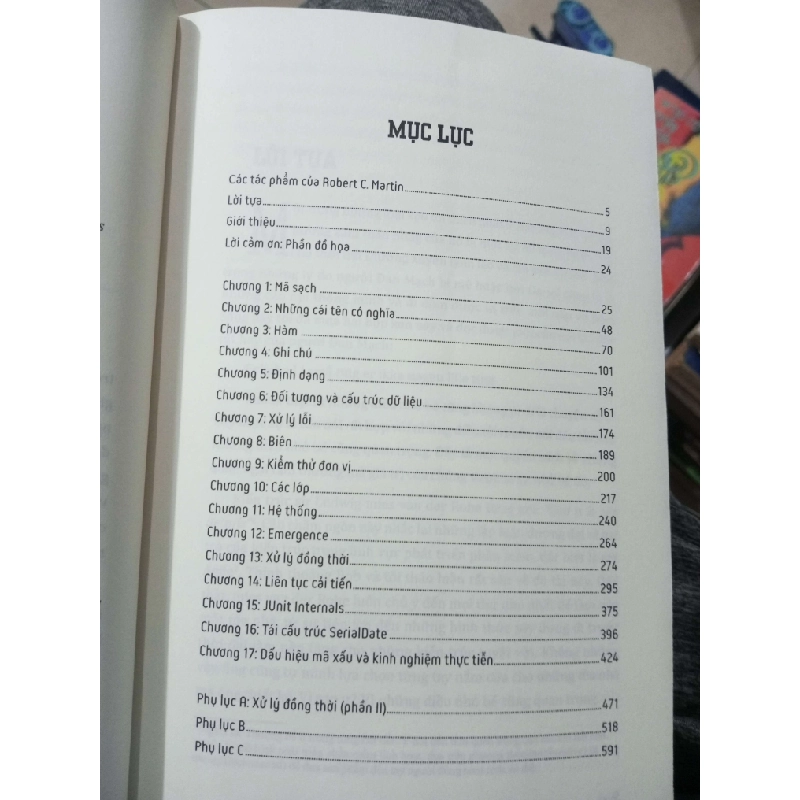 MỤC LỤC
Các tác phẩm của Robert C. Martin 5
Lời tựa 9
Giới thiệu 19
Lời cảm ơn: Phần đồ họa 24
Chương 1: Mã sạch 25
Chương 2: Những cái tên có nghĩa 48
Chương 3: Hàm 70
Chương 4: Ghi chú 101
Chương 5: Định dạng 134
Chương 6: Đối tượng và cấu trúc dữ liệu 161
Chương 7: Xử lý lỗi 174
Chương 8: Biên 189
Chương 9: Kiểm thử đơn vị 200
Chương 10: Các lớp 217
Chương 11: Hệ thống 240
Chương 12: Emergence 264
Chương 13: Xử lý đồng thời 274
Chương 14: Liên tục cải tiến 295
Chương 15: JUnit Internals 375
Chương 16: Tái cấu trúc SerialDate 396
Chương 17: Dấu hiệu mã xấu và kinh nghiệm thực tiễn 424
Phụ lục A: Xử lý đồng thời (phần II) 471
Phụ lục B 518
Phụ lục C 591